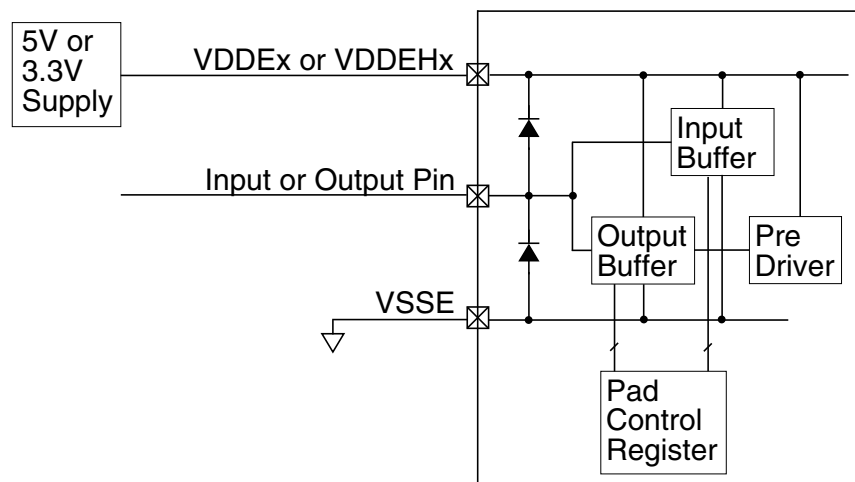 5V or
3.3V
Supply
VDDEx or VDDEHx
Input
Buffer
Input or Output Pin
Output
Buffer
Pre
Driver
VSSE
Pad
Control
Register